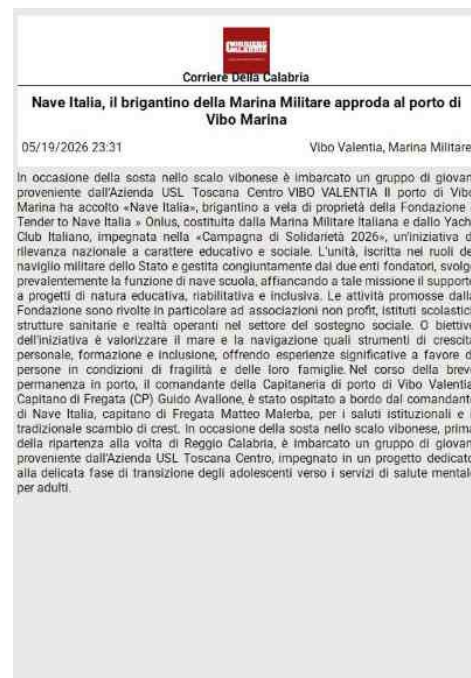 CORRIERE
CALABRIA
Corriere Della Calabria
Nave Italia, il brigantino della Marina Militare approda al porto di
Vibo Marina
05/19/2026 23:31 Vibo Valentia, Marina Militare
In occasione della sosta nello scalo vibonese è imbarcato un gruppo di giovan
proveniente dall'Azienda USL Toscana Centro VIBO VALENTIA Il porto di Vibo
Marina ha accolto «Nave Italia», brigantino a vela di proprietà della Fondazione
Tender to Nave Italia » Onlus, costituita dalla Marina Militare Italiana e dallo Yach
Club Italiano, impegnata nella «Campagna di Solidarietà 2026», un'iniziativa d
rilevanza nazionale a carattere educativo e sociale. L'unità, iscritta nei ruoli de
naviglio militare dello Stato e gestita congiuntamente dai due enti fondatori, svolge
prevalentemente la funzione di nave scuola, affiancando a tale missione il supporto
a progetti di natura educativa, riabilitativa e inclusiva. Le attività promosse dalla
Fondazione sono rivolte in particolare ad associazioni non profit, istituti scolastici
strutture sanitarie e realtà operanti nel settore del sostegno sociale. O biettivo
dell'iniziativa è valorizzare il mare e la navigazione quali strumenti di crescita
personale, formazione e inclusione, offrendo esperienze significative a favore d
persone in condizioni di fragilità e delle loro famiglie. Nel corso della breve
permanenza in porto, il comandante della Capitaneria di porto di Vibo Valentia
Capitano di Fregata (CP) Guido Avallone, è stato ospitato a bordo dal comandante
di Nave Italia, capitano di Fregata Matteo Malerba, per i saluti istituzionali e i
tradizionale scambio di crest. In occasione della sosta nello scalo vibonese, prima
della ripartenza alla volta di Reggio Calabria, è imbarcato un gruppo di giovan
proveniente dall'Azienda USL Toscana Centro, impegnato in un progetto dedicato
alla delicata fase di transizione degli adolescenti verso i servizi di salute mentale
per adulti.